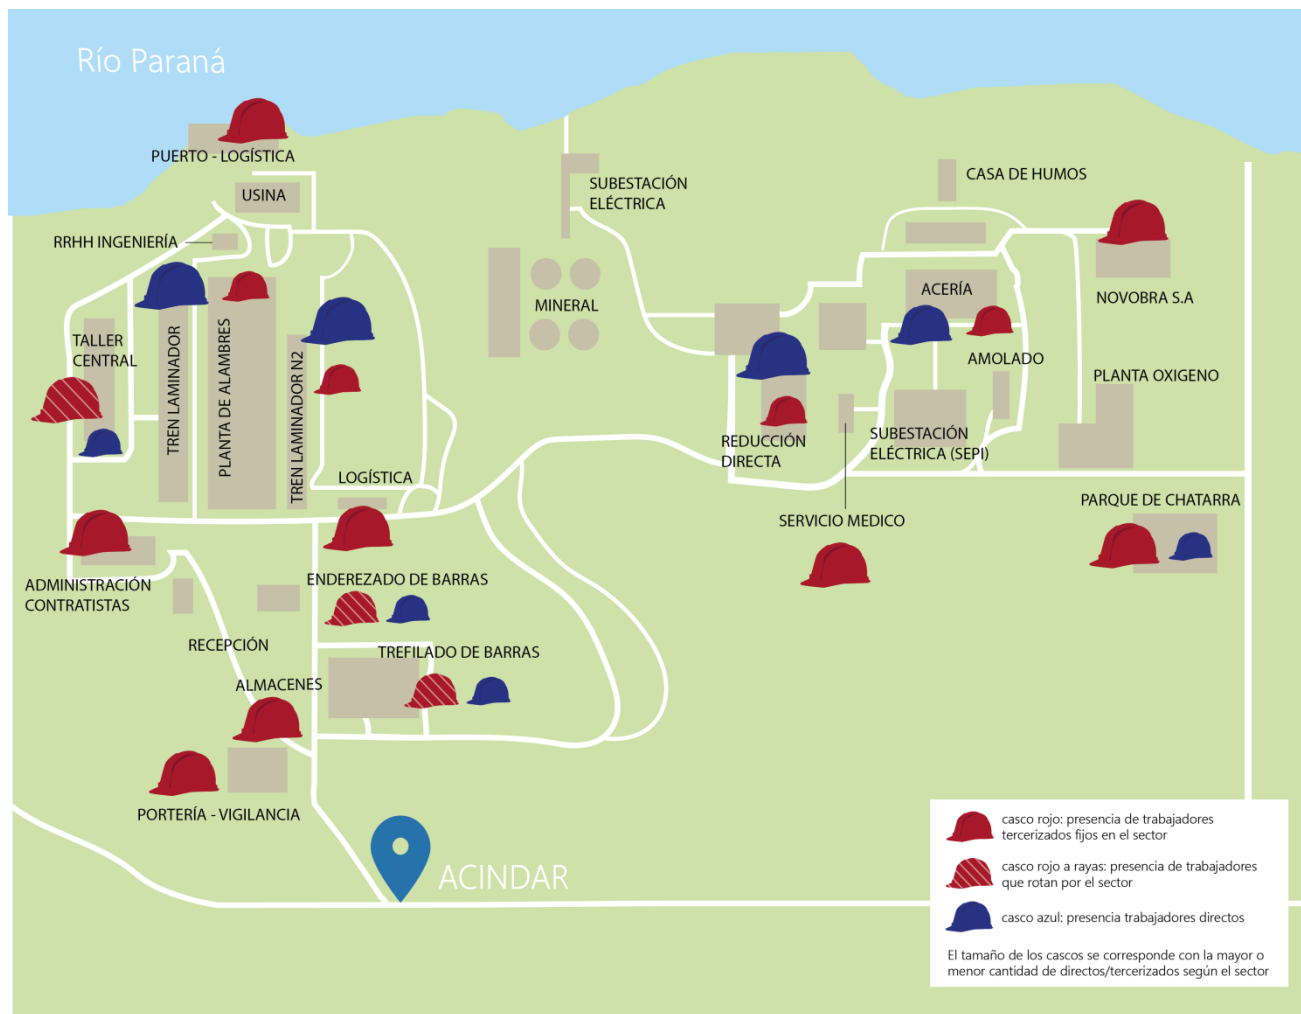 Río Paraná
PUERTO - LOGÍSTICA
USINA
RRHH INGENIERÍA
SUBESTACIÓN
ELÉCTRICA
CASA DE HUMOS
MINERAL
ACERÍA
NOVOBRA S.A
TALLER
CENTRAL
TREN LAMINADOR
PLANTA DE ALAMBRES
TREN LAMINADOR N2
AMOLADO
PLANTA OXIGENO
REDUCCIÓN
DIRECTA
SUBESTACIÓN
ELÉCTRICA (SEPI)
LOGÍSTICA
SERVICIO MEDICO
PARQUE DE CHATARRA
ADMINISTRACIÓN
CONTRATISTAS
ENDEREZADO DE BARRAS
RECEPCIÓN
TREFILADO DE BARRAS
ALMACENES
PORTERÍA - VIGILANCIA
ACINDAR
casco rojo: presencia de trabajadores
tercerizados fijos en el sector
casco rojo a rayas: presencia de trabajadores
que rotan por el sector
casco azul: presencia trabajadores directos
El tamaño de los cascos se corresponde con la mayor o
menor cantidad de directos/tercerizados según el sector